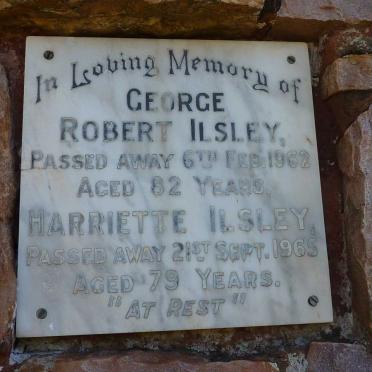 In Loving Memory of
GEORGE
ROBERT ILSLEY,
PASSED AWAY 6TH FEB. 1962
AGED 82 YEARS.
HARRIETTE ILSLEY,
PASSED AWAY 21ST SEPT. 1965
AGED 79 YEARS.
"AT REST"